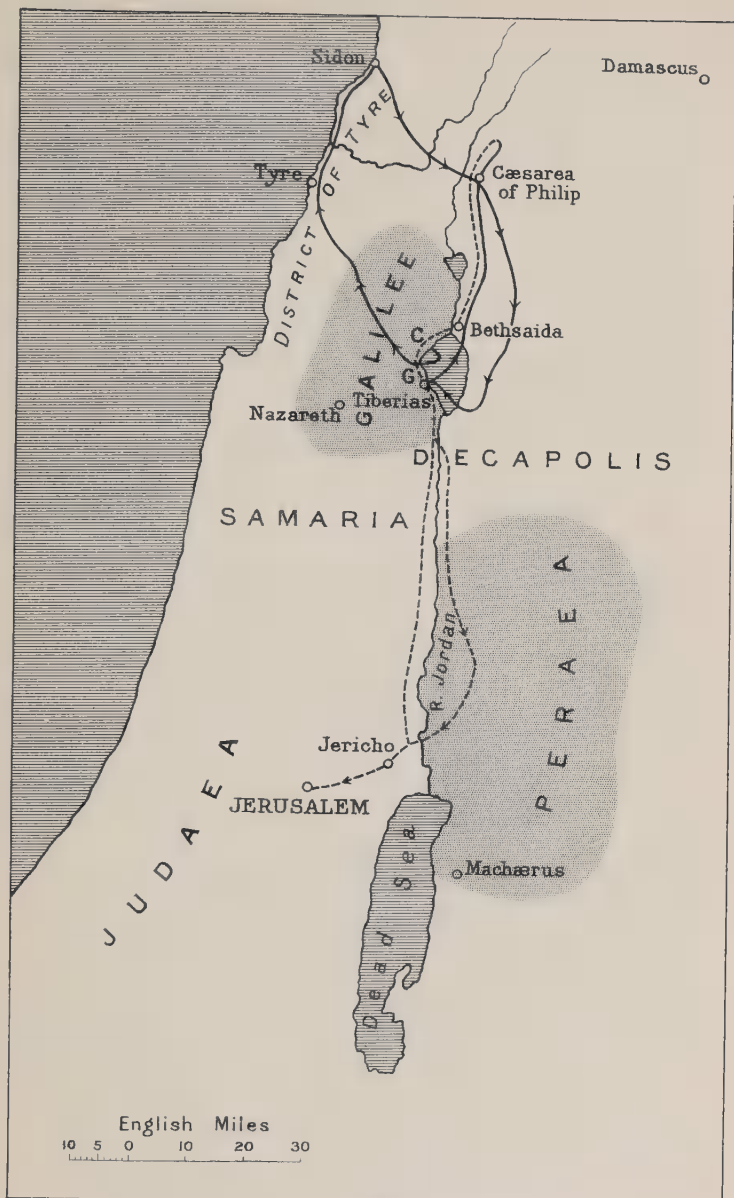 Sidon
Damascus
DISTRICT OF TYRE
Tyre
Cæsarea
of Philip
GALILEE
Bethsaida
C
G
Tiberias
Nazareth
DECAPOLIS
SAMARIA
PERAEA
R. Jordan
Jericho
JERUSALEM
JUDAEA
Machærus
Dead Sea
English Miles
10 5 0 10 20 30